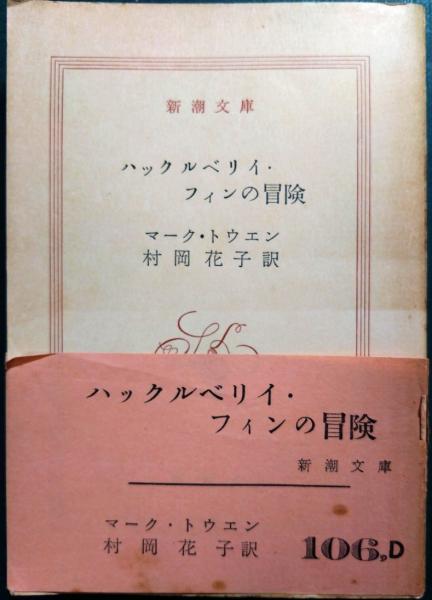 新潮文庫
ハックルベリイ・
フィンの冒険
マーク・トウエン
村岡花子訳
ハックルベリイ・
フィンの冒険
新潮文庫
マーク・トウエン
村岡花子訳
106,D